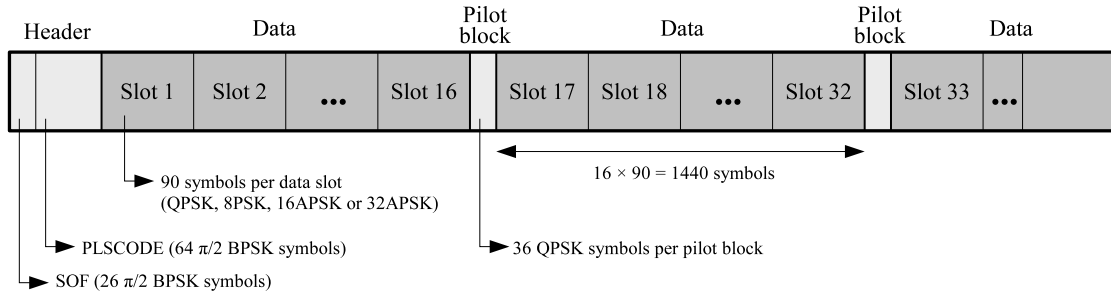 Header
Data
Pilot
block
Data
Pilot
block
Data
Slot 1
Slot 2
...
Slot 16
Slot 17
Slot 18
...
Slot 32
Slot 33
...
16 × 90 = 1440 symbols
90 symbols per data slot
(QPSK, 8PSK, 16APSK or 32APSK)
PLSCODE (64 π/2 BPSK symbols)
36 QPSK symbols per pilot block
SOF (26 π/2 BPSK symbols)